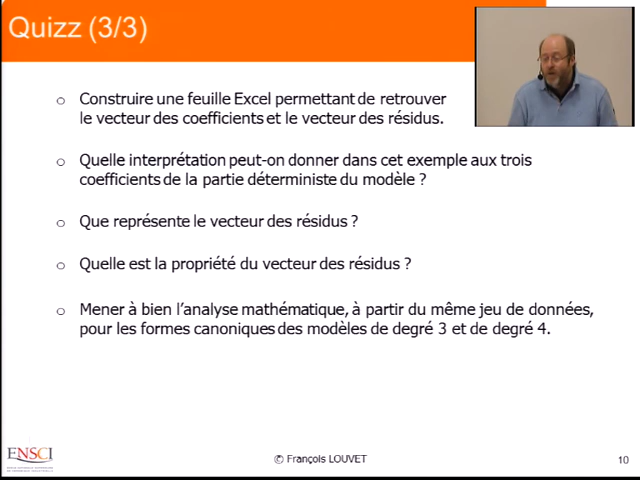 Quizz (3/3)
o Construire une feuille Excel permettant de retrouver
le vecteur des coefficients et le vecteur des résidus.
o Quelle interprétation peut-on donner dans cet exemple aux trois
coefficients de la partie déterministe du modèle ?
o Que représente le vecteur des résidus ?
o Quelle est la propriété du vecteur des résidus ?
o Mener à bien l'analyse mathématique, à partir du même jeu de données,
pour les formes canoniques des modèles de degré 3 et de degré 4.
ENSCI
© François LOUVET
10